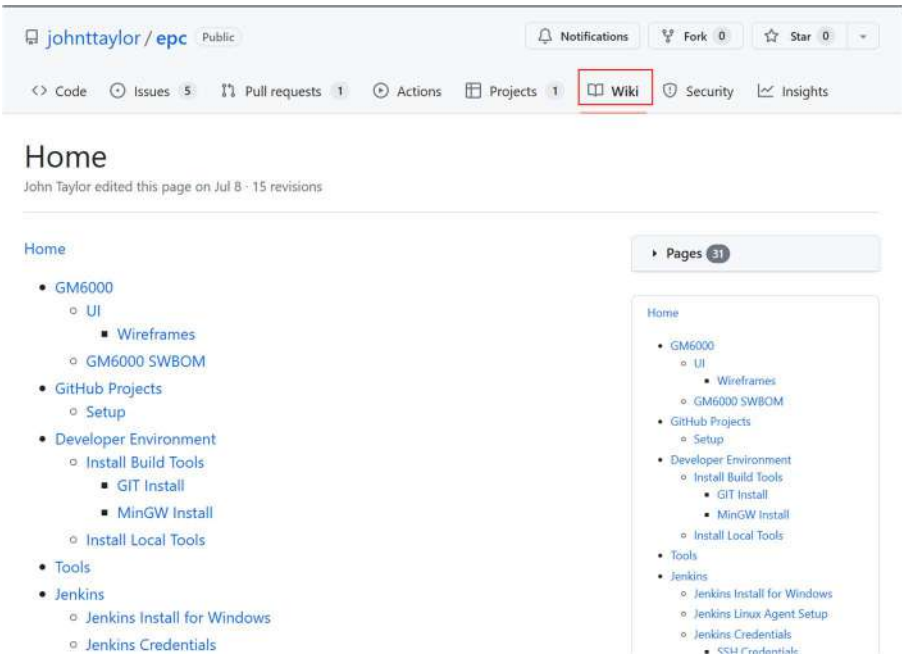 johnttaylor / epc Public
Notifications Fork 0 Star 0
Code Issues 5 Pull requests 1 Actions Projects 1 Wiki Security Insights
Home
John Taylor edited this page on Jul 8 · 15 revisions
Home
GM6000
UI
Wireframes
GM6000 SWBOM
GitHub Projects
Setup
Developer Environment
Install Build Tools
GIT Install
MinGW Install
Install Local Tools
Tools
Jenkins
Jenkins Install for Windows
Jenkins Credentials
Pages 31
Home
GM6000
UI
Wireframes
GM6000 SWBOM
GitHub Projects
Setup
Developer Environment
Install Build Tools
GIT Install
MinGW Install
Install Local Tools
Tools
Jenkins
Jenkins Install for Windows
Jenkins Linux Agent Setup
Jenkins Credentials
SSH Credentials